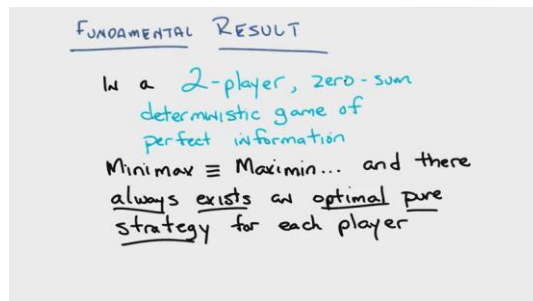 FUNDAMENTAL RESULT
IN a 2-player, zero-sum
deterministic game of
perfect information
Minimax ≡ Maximin... and there
always exists an optimal pure
strategy for each player